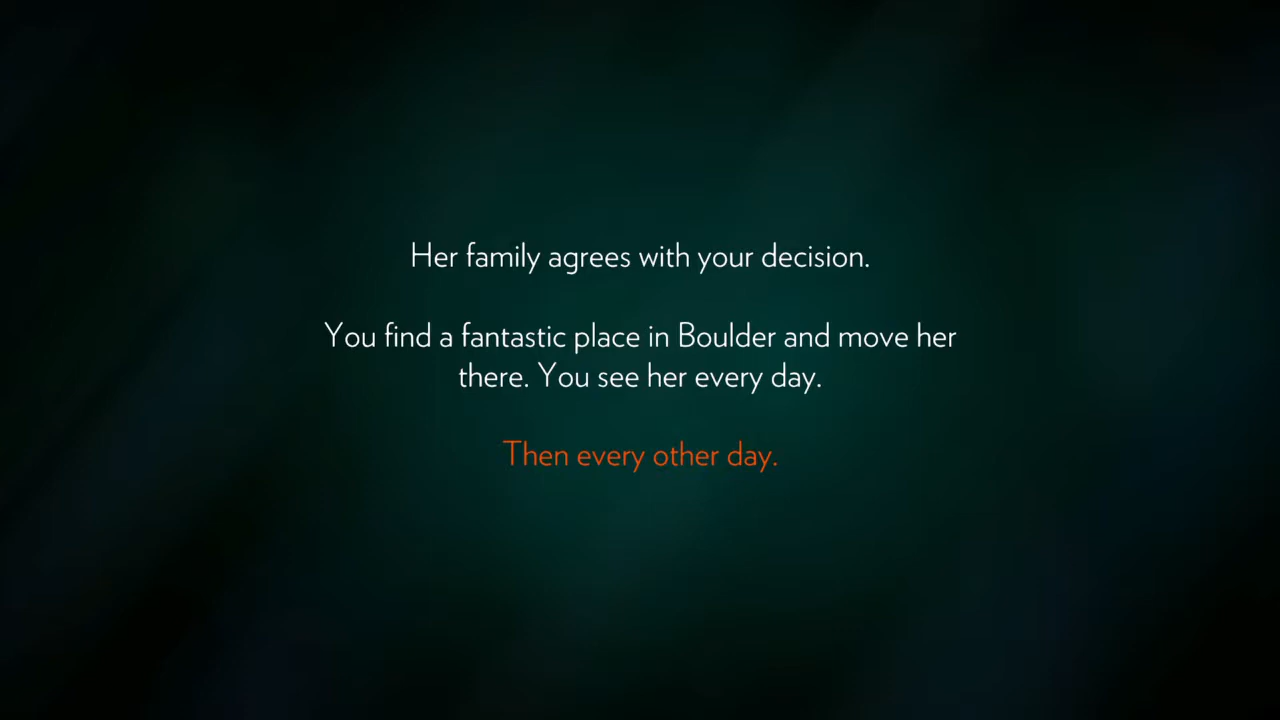 Her family agrees with your decision.
You find a fantastic place in Boulder and move her
there. You see her every day.
Then every other day.